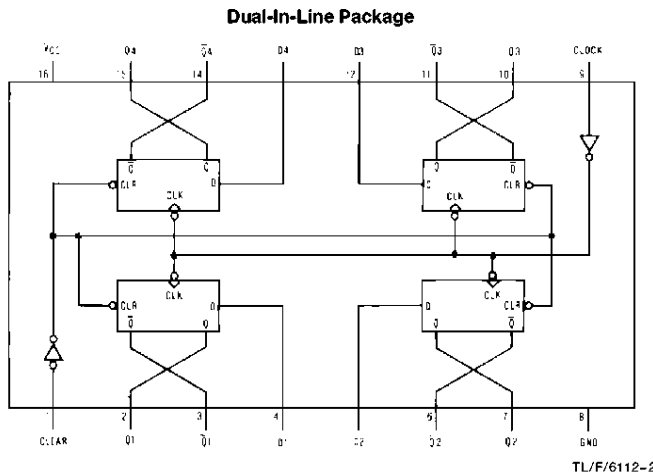 Dual-In-Line Package
VCC Q4 Q̅4 D4 D3 Q̅3 Q3 CLOCK
16 15 14 13 12 11 10 9
Q̅ Q Q Q̅
CLR D D CLR
CLK CLK
CLK CLK
CLR D D CLR
Q̅ Q Q Q̅
1 2 3 4 6 7 8
CLEAR Q1 Q̅1 D1 D2 Q̅2 Q2 GND
TL/F/6112-2